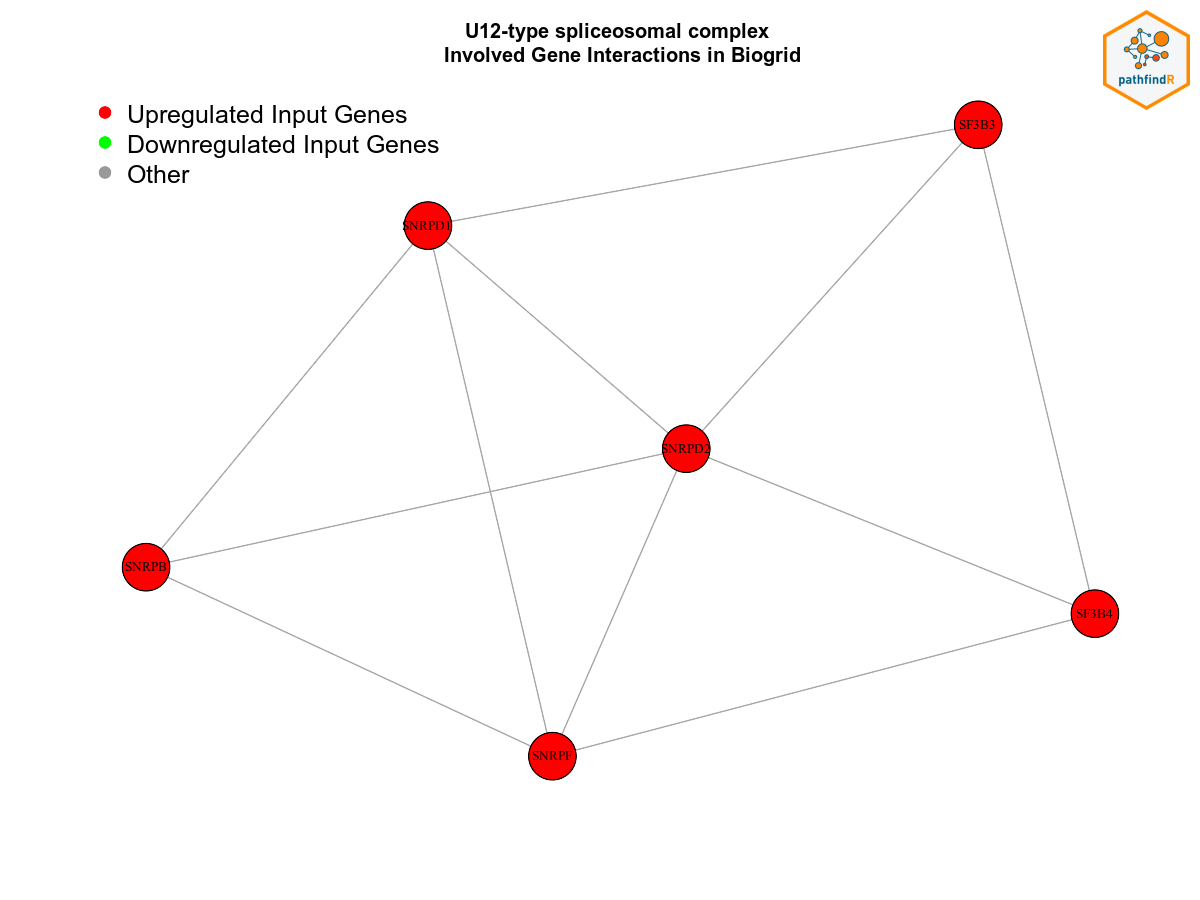 U12-type spliceosomal complex
Involved Gene Interactions in Biogrid
pathfindR
Upregulated Input Genes
Downregulated Input Genes
Other
SF3B3
SNRPD1
SNRPD2
SNRPB
SF3B4
SNRPF